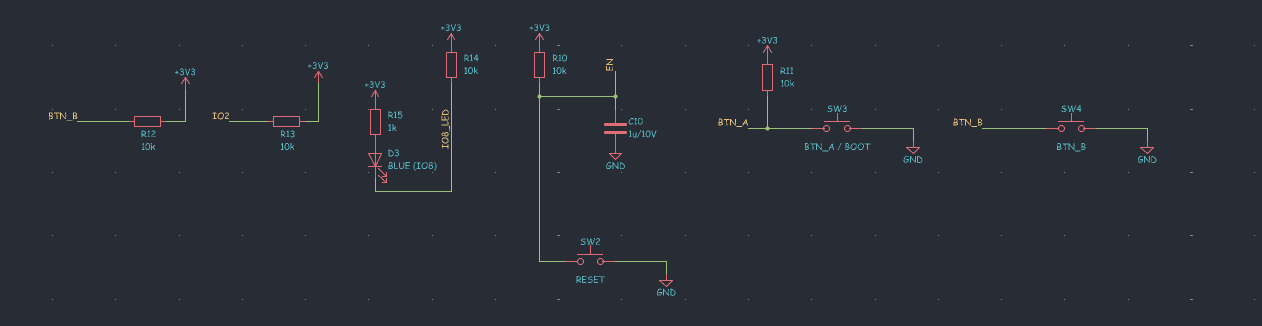 BTN_B
+3V3
R12
10k
IO2
+3V3
R13
10k
+3V3
R15
1k
D3
BLUE (IO8)
+3V3
R14
10k
IO8_LED
+3V3
R10
10k
EN
C10
1u/10V
GND
SW2
RESET
GND
+3V3
R11
10k
BTN_A
SW3
BTN_A / BOOT
GND
BTN_B
SW4
BTN_B
GND